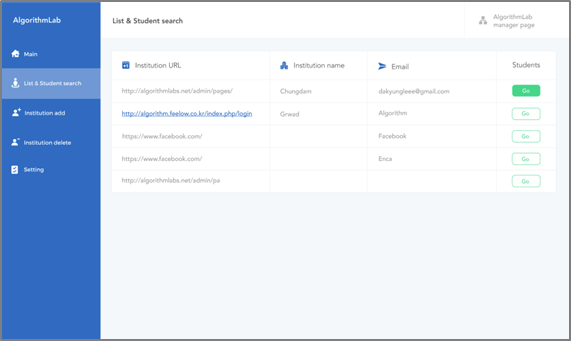 AlgorithmLab
List & Student search
AlgorithmLab
manager page
Main
List & Student search
Institution add
Institution delete
Setting
Institution URL Institution name Email Students
http://algorithmlabs.net/admin/pages/ Chungdam dakyungleee@gmail.com Go
http://algorithm.feelow.co.kr/index.php/login Grwad Algorithm Go
https://www.facebook.com/ Facebook Go
https://www.facebook.com/ Enca Go
http://algorithmlabs.net/admin/pa Go